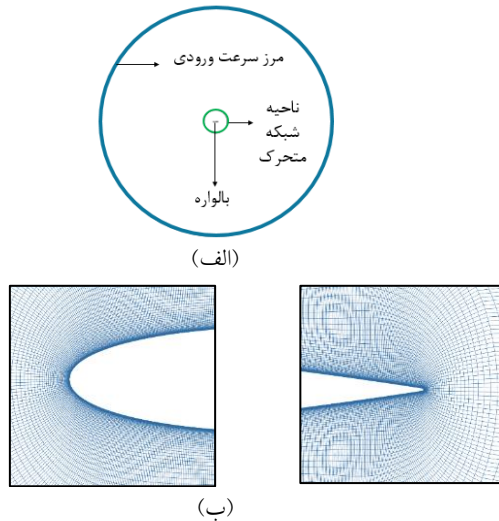 مرز سرعت ورودی
ناحیه
شبکه
متحرک
بالواره
(الف)
(ب)